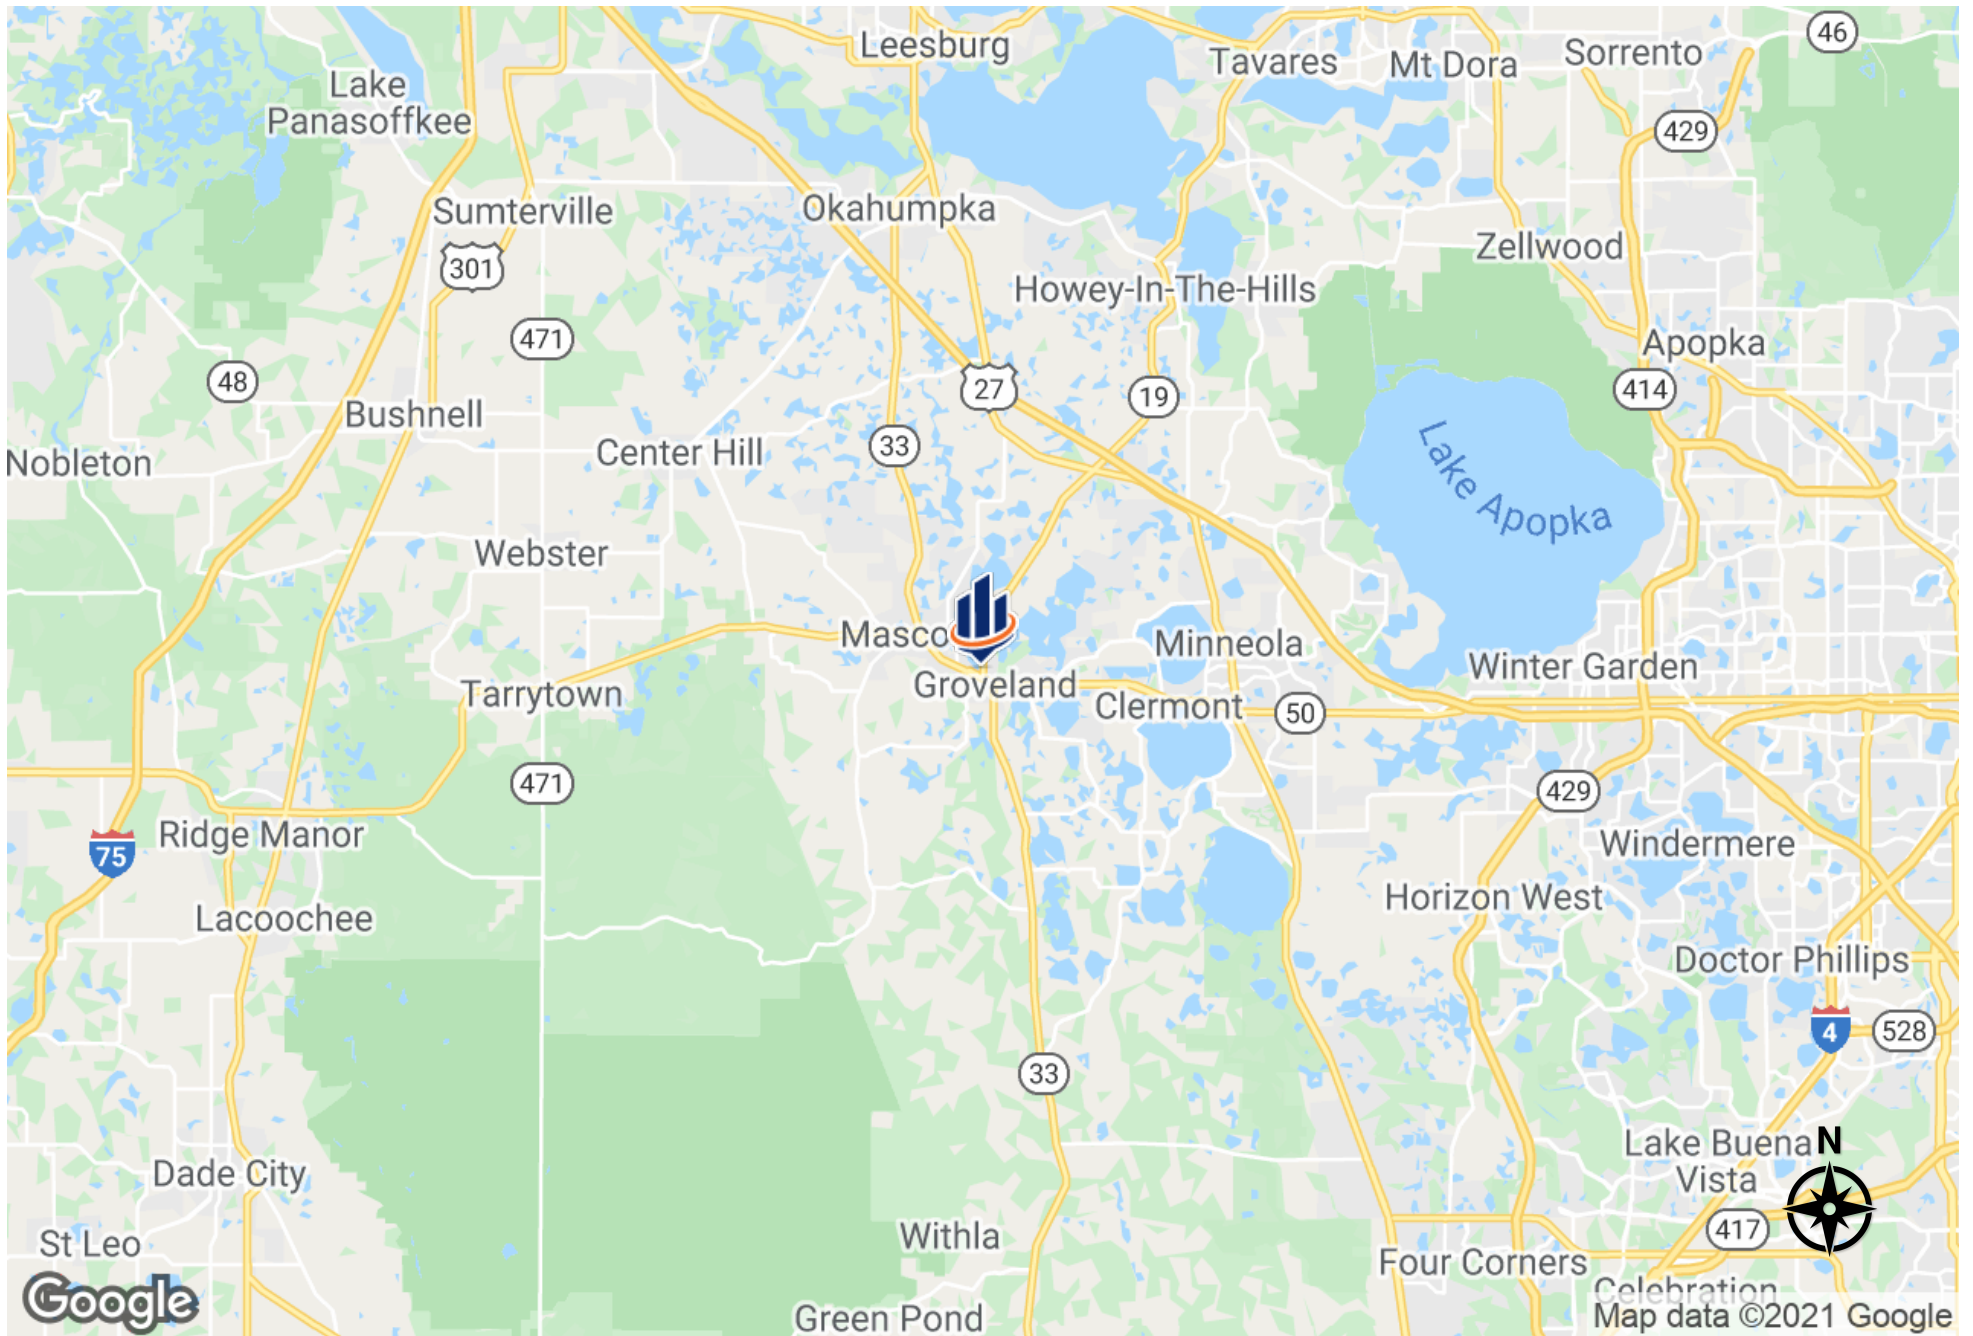 46
Leesburg
Tavares
Mt Dora
Sorrento
Lake
Panasoffkee
429
Sumterville
Okahumpka
Zellwood
301
Howey-In-The-Hills
471
Apopka
48
27
19
414
Bushnell
33
Center Hill
Nobleton
Lake Apopka
Webster
Masco
Minneola
Winter Garden
Groveland
Tarrytown
Clermont
50
471
429
Ridge Manor
75
Windermere
Horizon West
Lacoochee
Doctor Phillips
4
528
33
Lake Buena
Vista
N
Dade City
417
Withla
St Leo
Four Corners
Celebration
Google
Green Pond
Map data ©2021 Google